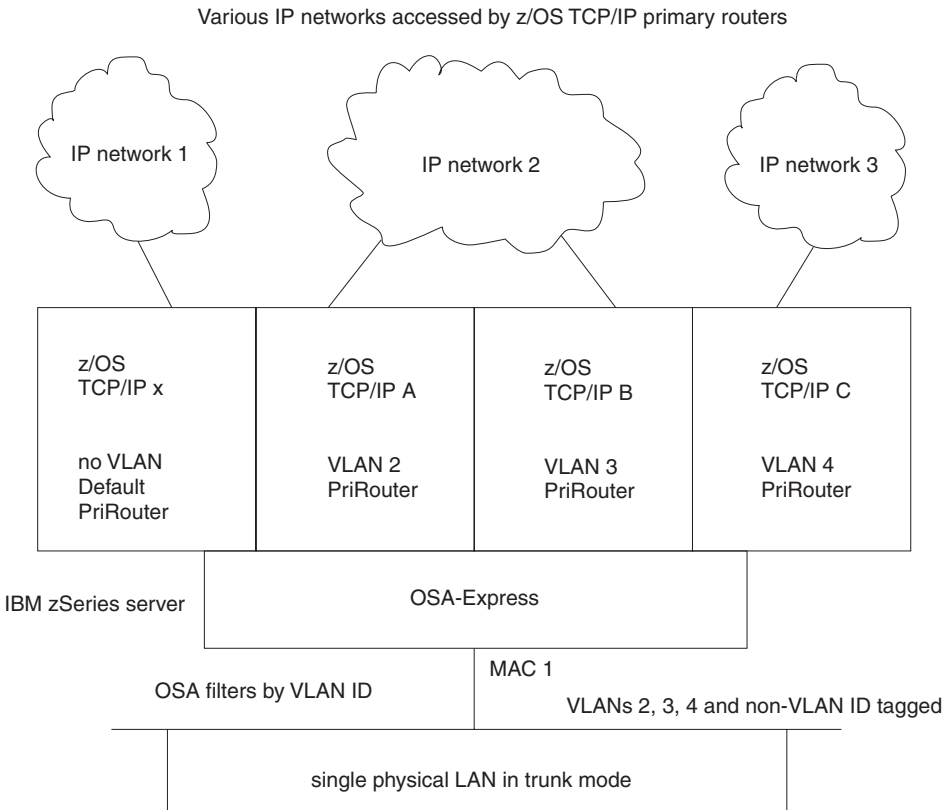 Various IP networks accessed by z/OS TCP/IP primary routers
IP network 1
IP network 2
IP network 3
z/OS
TCP/IP x
no VLAN
Default
PriRouter
z/OS
TCP/IP A
VLAN 2
PriRouter
z/OS
TCP/IP B
VLAN 3
PriRouter
z/OS
TCP/IP C
VLAN 4
PriRouter
IBM zSeries server
OSA-Express
MAC 1
OSA filters by VLAN ID
VLANs 2, 3, 4 and non-VLAN ID tagged
single physical LAN in trunk mode